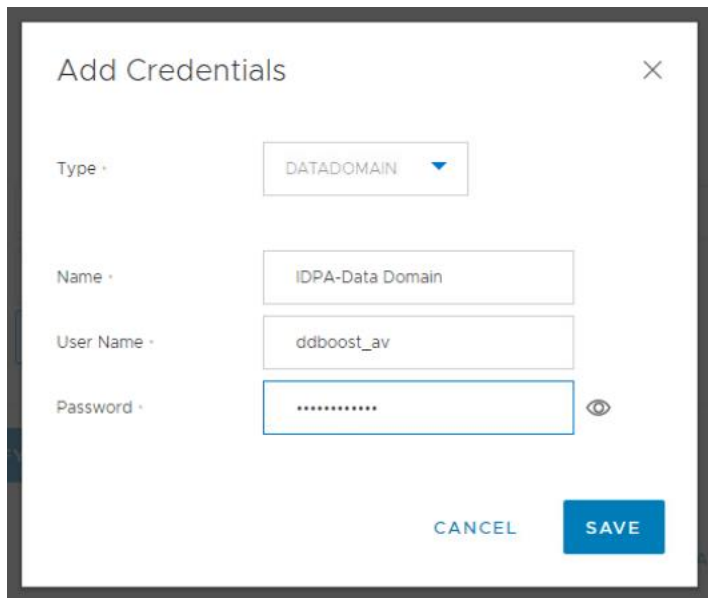 Add Credentials
Type
DATADOMAIN
Name
IDPA-Data Domain
User Name
ddboost_av
Password
••••••••••••
CANCEL
SAVE